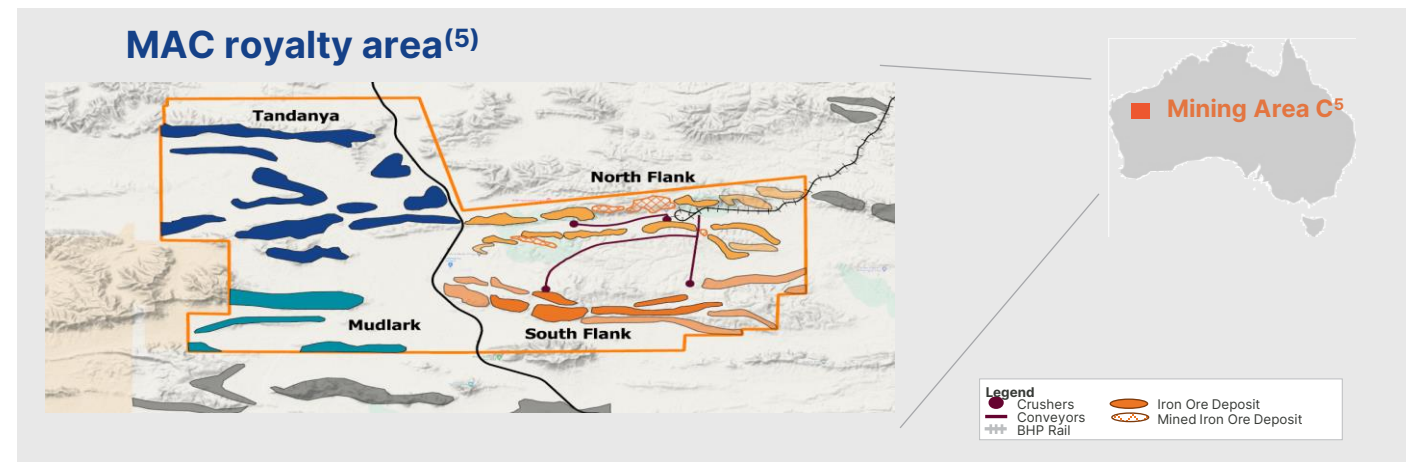 MAC royalty area(5)
Mining Area C5
Tandanya
North Flank
Mudlark
South Flank
Legend
Crushers
Conveyors
BHP Rail
Iron Ore Deposit
Mined Iron Ore Deposit